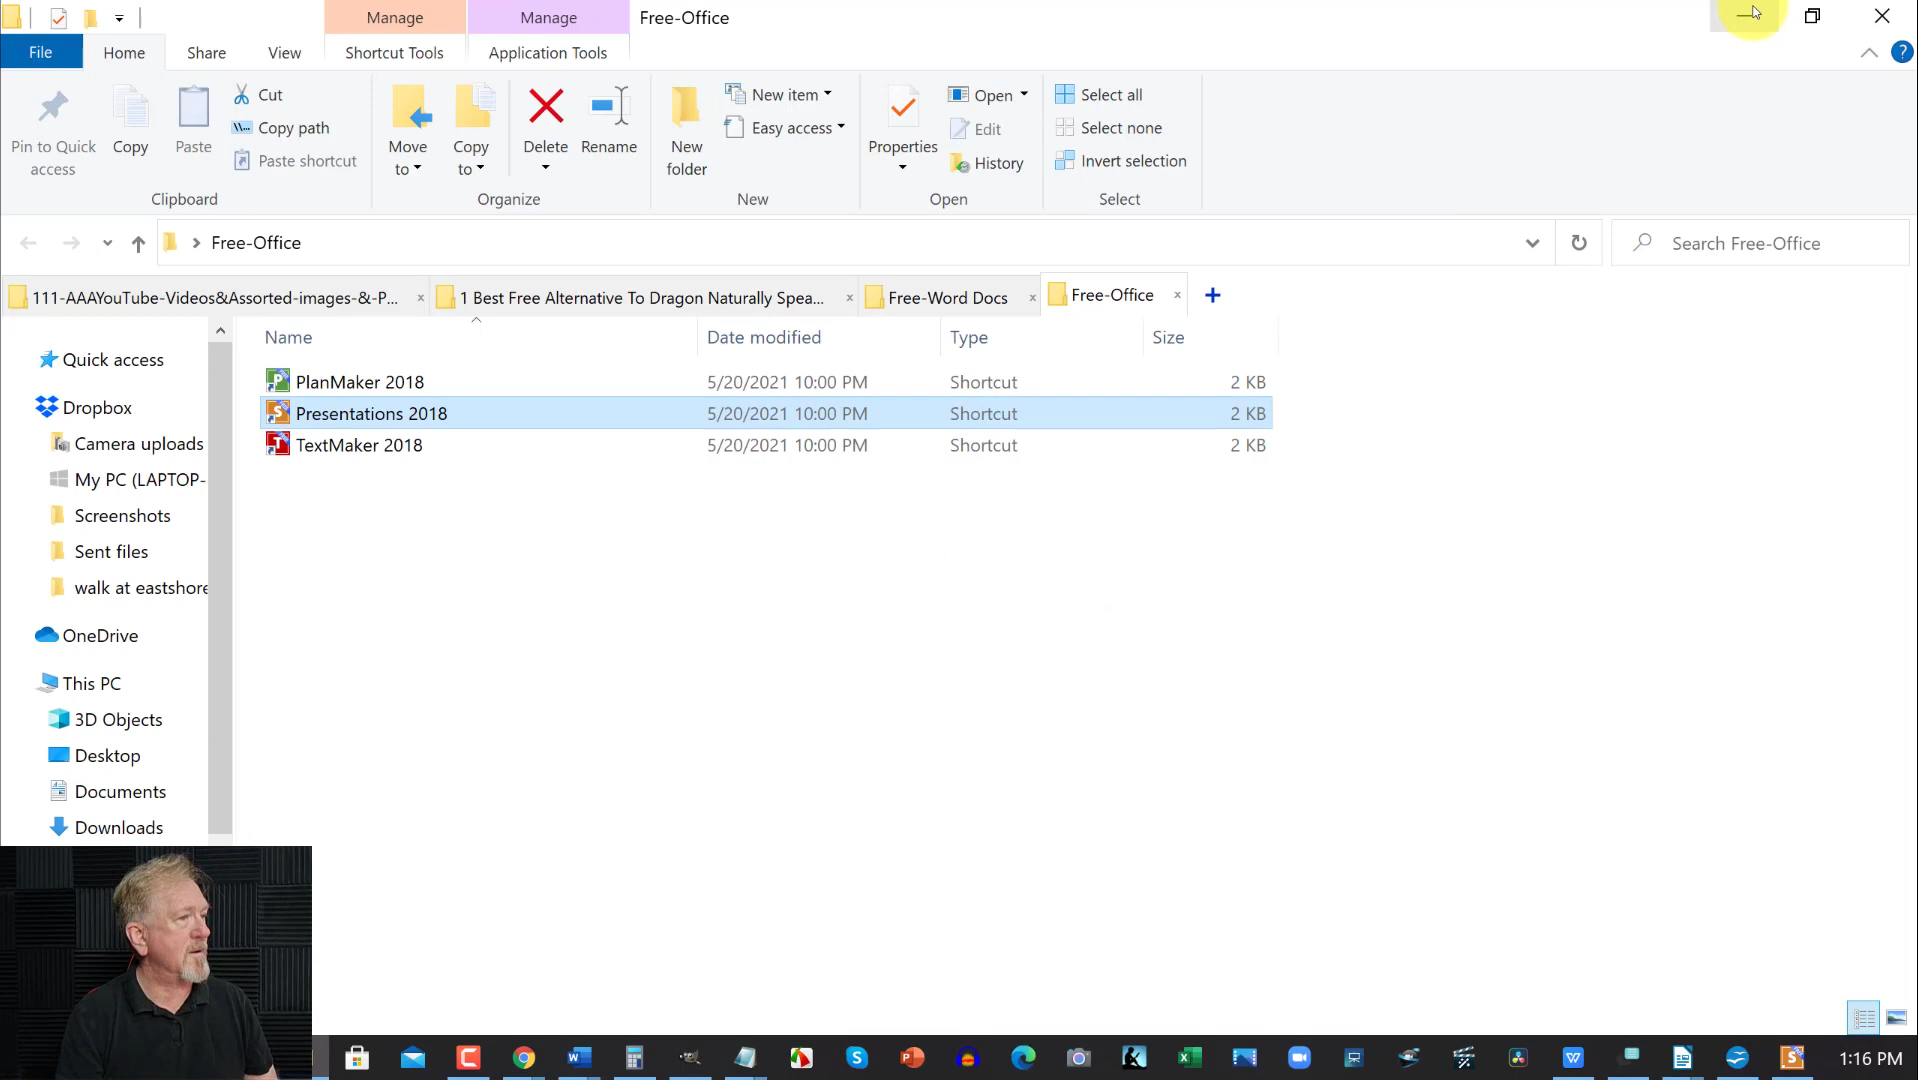 Manage
Manage
Free-Office
File
Home
Share
View
Shortcut Tools
Application Tools
?
Pin to Quick
access
Copy
Paste
Cut
Copy path
Paste shortcut
Clipboard
Move
to
Copy
to
Delete
Rename
Organize
New
folder
New item
Easy access
New
Properties
Open
Edit
History
Open
Select all
Select none
Invert selection
Select
Free-Office
Search Free-Office
111-AAAYouTube-Videos&Assorted-images-&-P...
1 Best Free Alternative To Dragon Naturally Spea...
Free-Word Docs
Free-Office
Name
Date modified
Type
Size
PlanMaker 2018
5/20/2021 10:00 PM
Shortcut
2 KB
Presentations 2018
5/20/2021 10:00 PM
Shortcut
2 KB
TextMaker 2018
5/20/2021 10:00 PM
Shortcut
2 KB
Quick access
Dropbox
Camera uploads
My PC (LAPTOP-
Screenshots
Sent files
walk at eastshore
OneDrive
This PC
3D Objects
Desktop
Documents
Downloads
1:16 PM